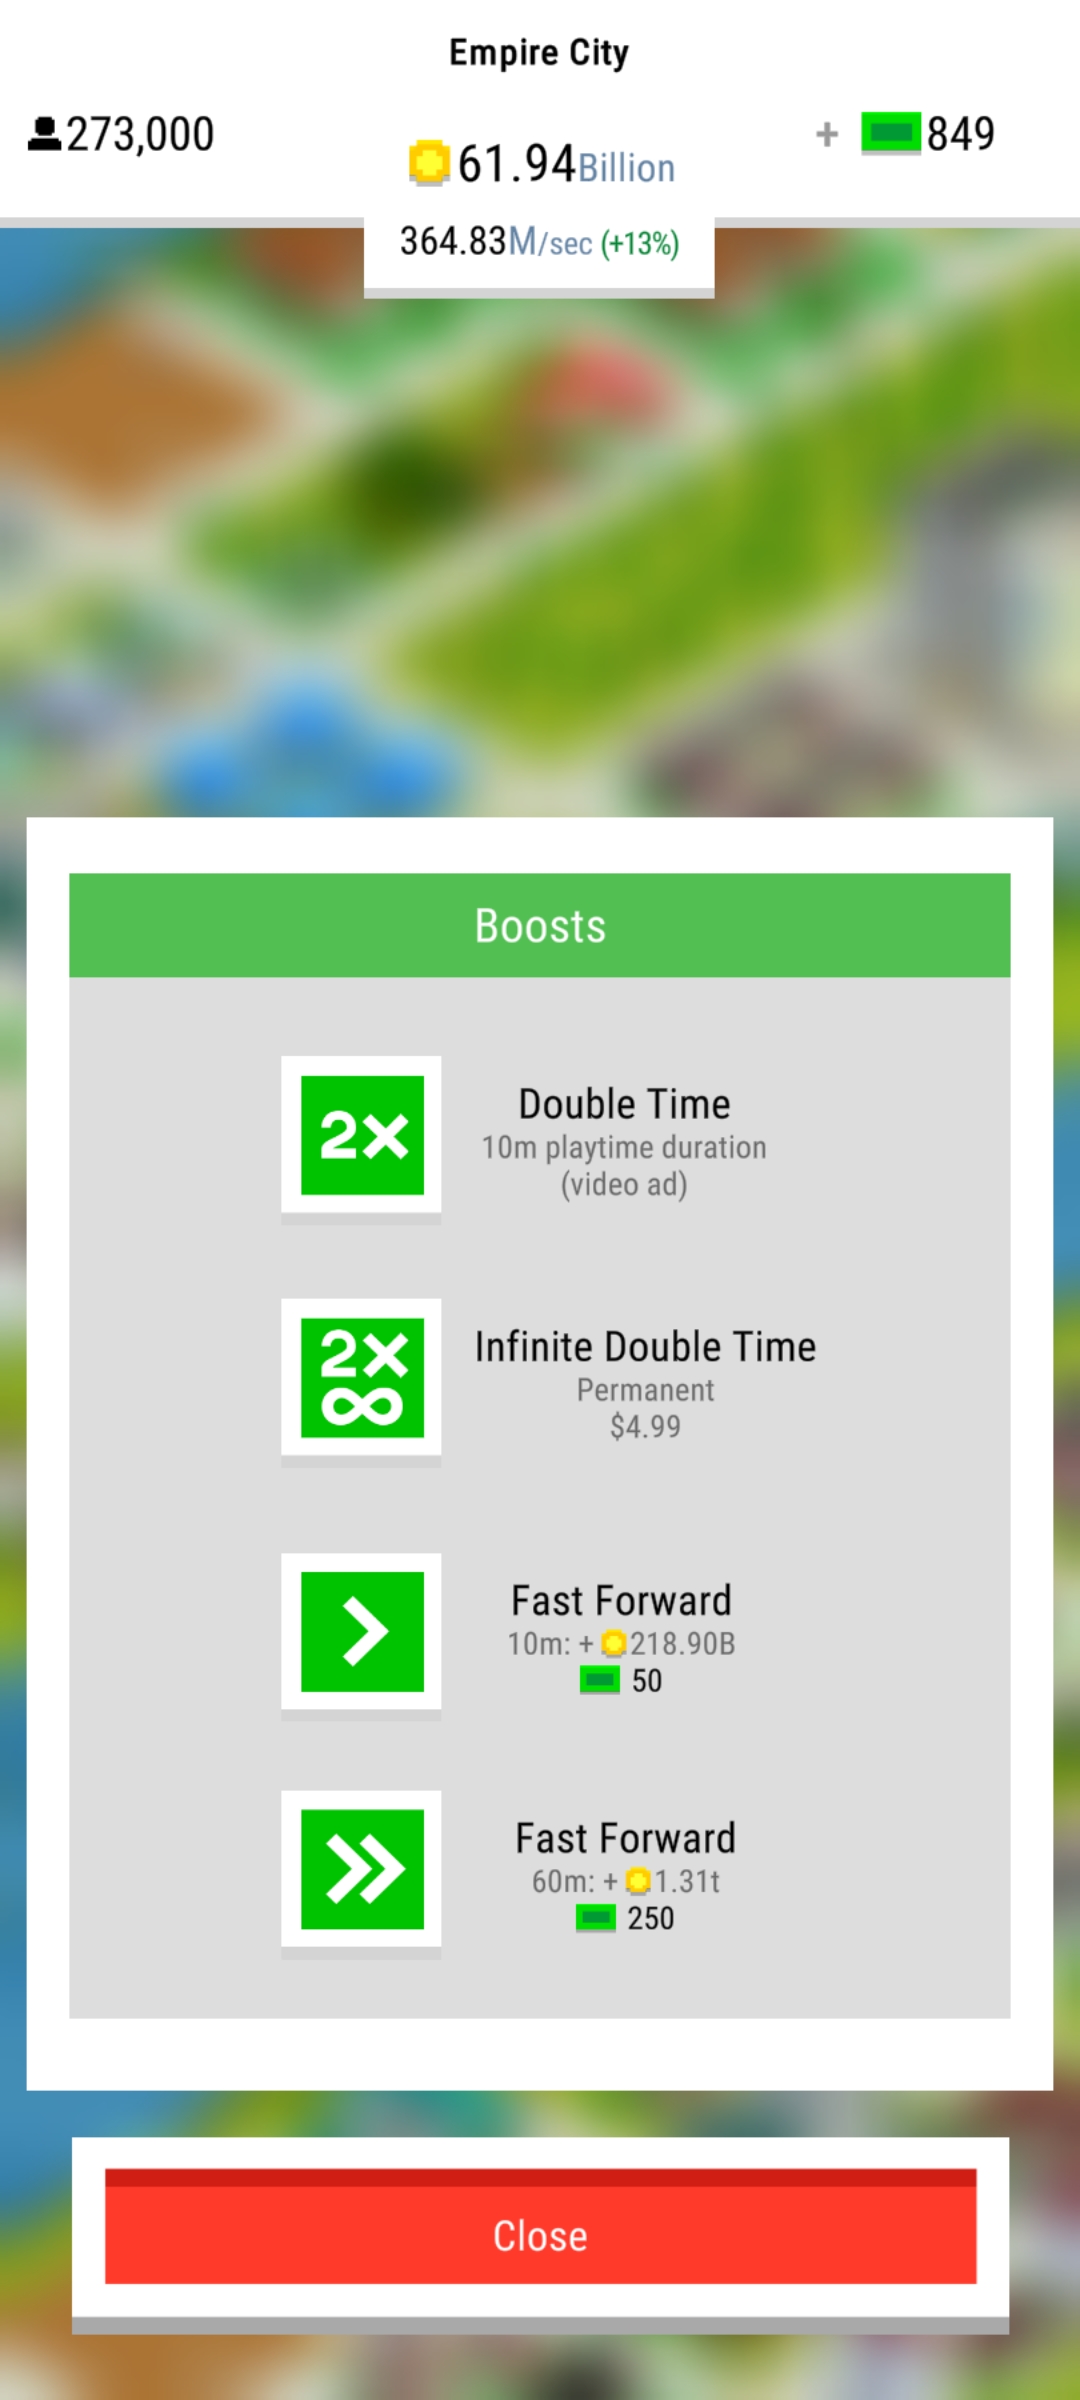 Empire City
273,000
61.94Billion
+ 849
364.83M/sec (+13%)
Boosts
2X
Double Time
10m playtime duration
(video ad)
2X
∞
Infinite Double Time
Permanent
$4.99
Fast Forward
10m: + 218.90B
50
Fast Forward
60m: + 1.31t
250
Close